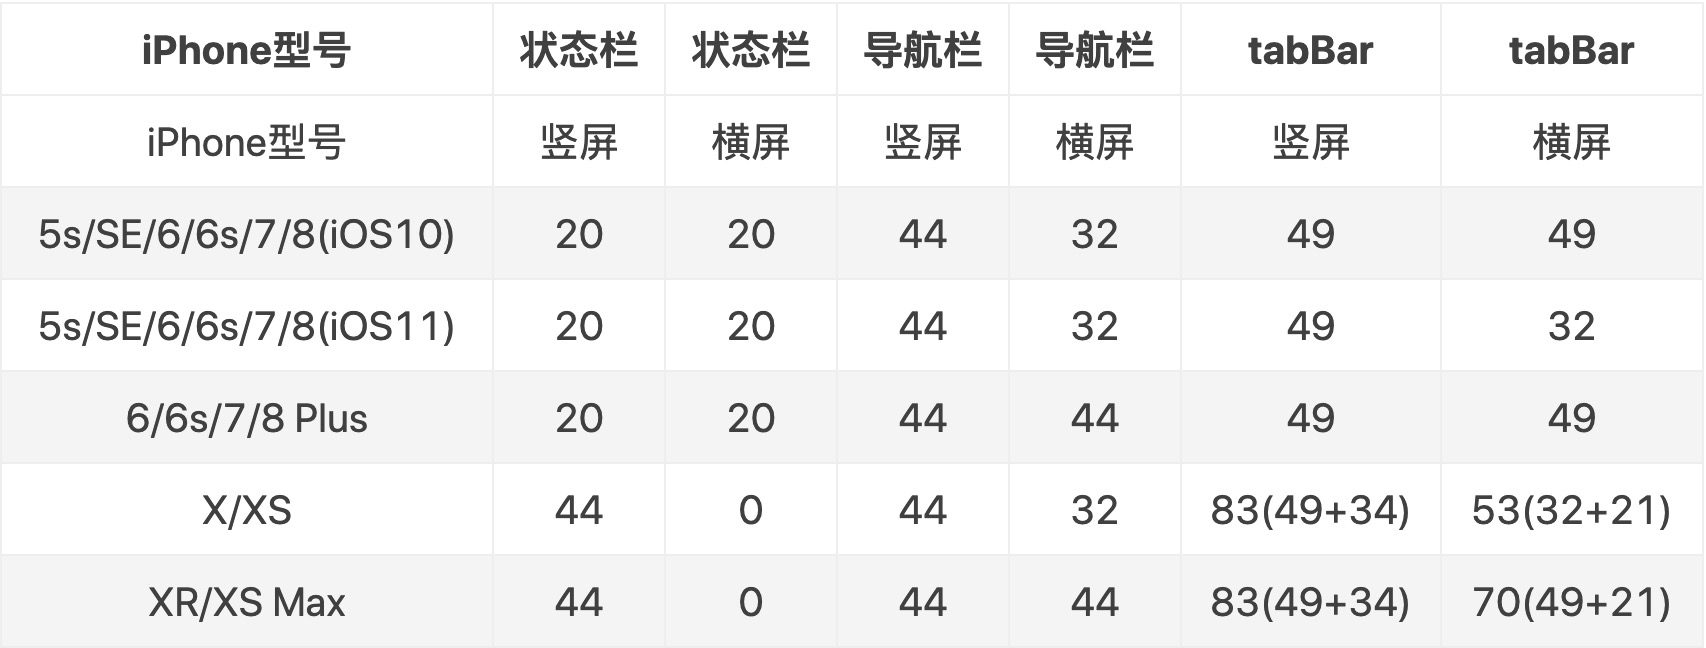 iPhone型号 状态栏 状态栏 导航栏 导航栏 tabBar tabBar
iPhone型号 竖屏 横屏 竖屏 横屏 竖屏 横屏
5s/SE/6/6s/7/8(iOS10) 20 20 44 32 49 49
5s/SE/6/6s/7/8(iOS11) 20 20 44 32 49 32
6/6s/7/8 Plus 20 20 44 44 49 49
X/XS 44 0 44 32 83(49+34) 53(32+21)
XR/XS Max 44 0 44 44 83(49+34) 70(49+21)